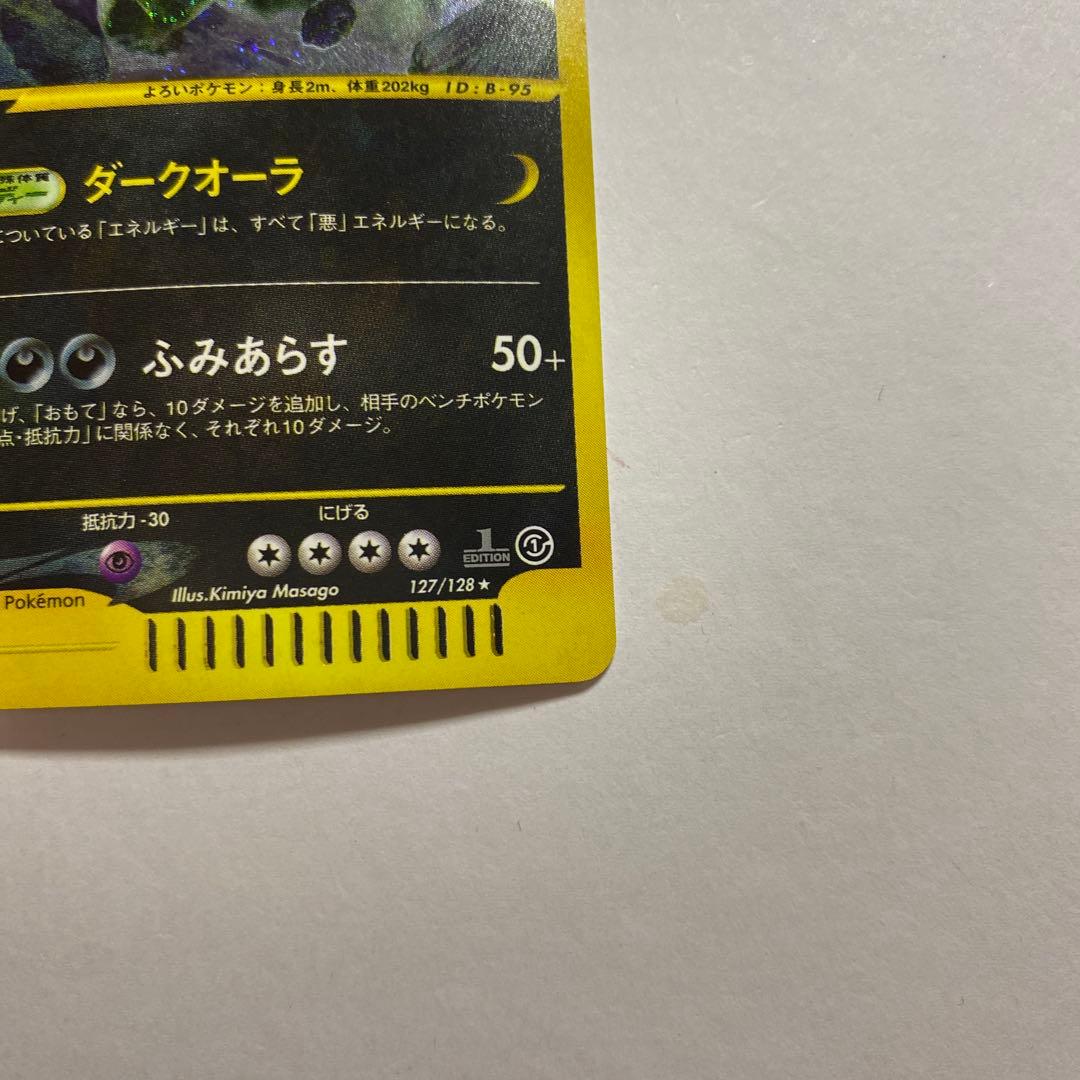 よろいポケモン：身長2m、体重202kg ID：B-95
ダークオーラ
ついている「エネルギー」は、すべて「悪」エネルギーになる。
ふみあらす 50+
げ、「おもて」なら、10ダメージを追加し、相手のベンチポケモン
点・抵抗力」に関係なく、それぞれ10ダメージ。
抵抗力-30 にげる
1 EDITION 1
Illus.Kimiya Masago 127/128★
Pokémon